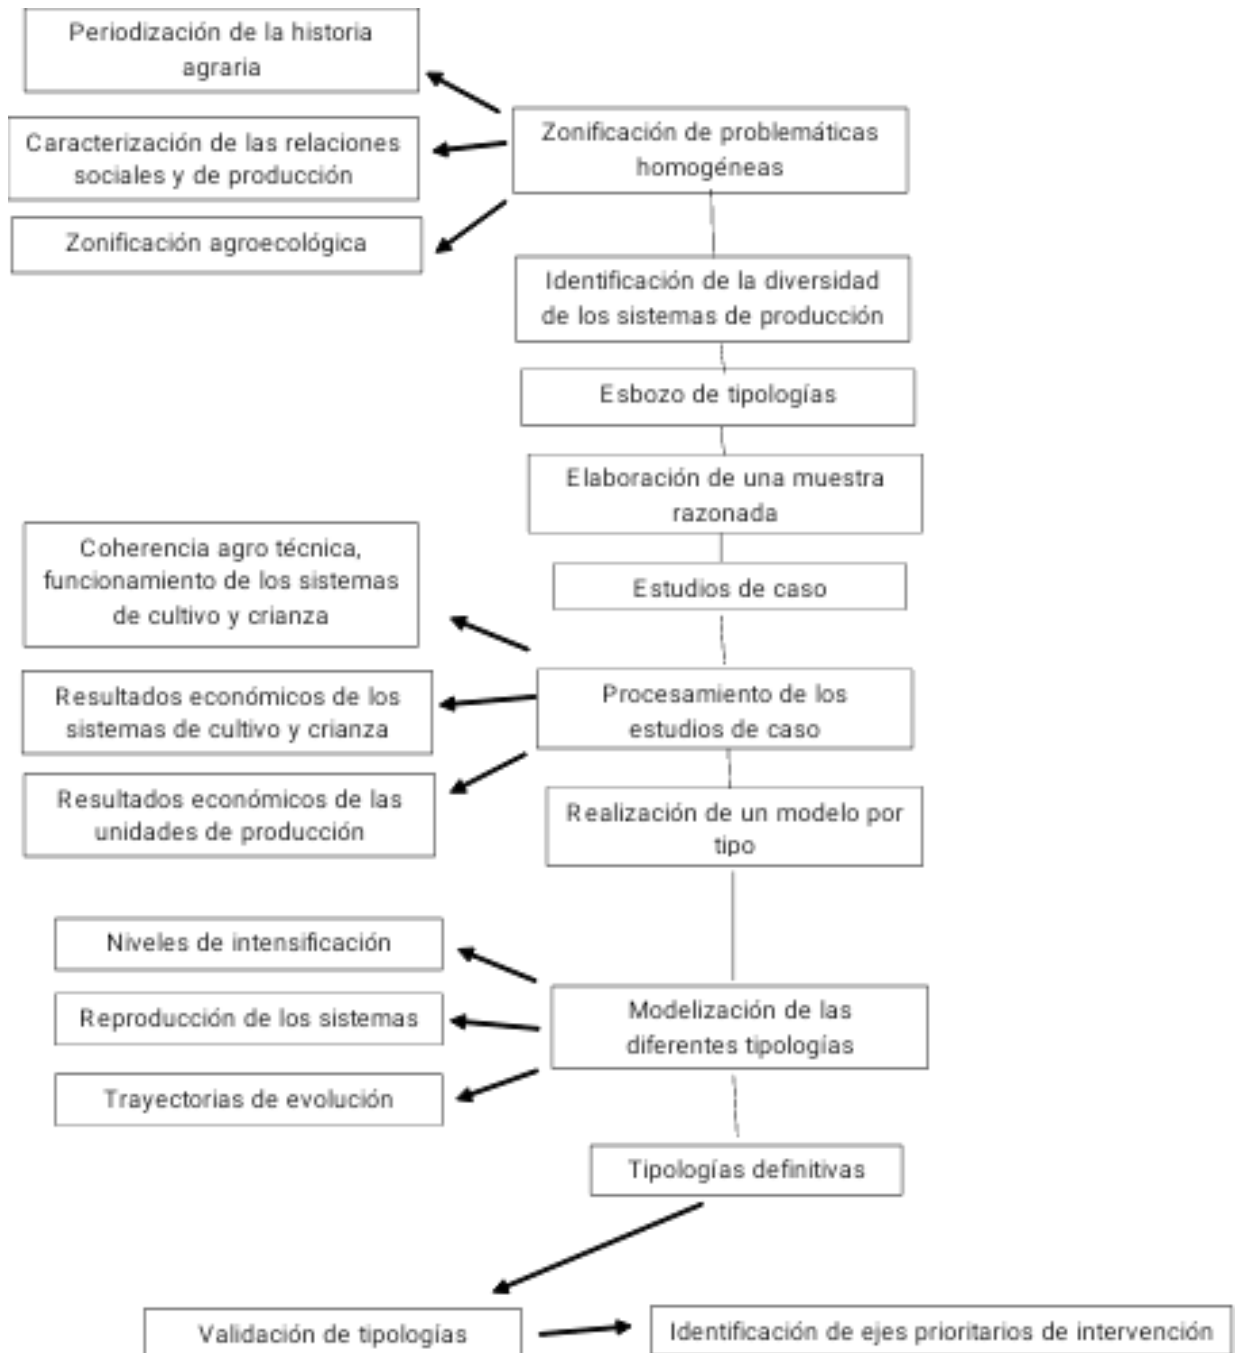 Periodización de la historia
agraria
Zonificación de problemáticas
homogéneas
Caracterización de las relaciones
sociales y de producción
Zonificación agroecológica
Identificación de la diversidad
de los sistemas de producción
Esbozo de tipologías
Elaboración de una muestra
razonada
Estudios de caso
Coherencia agro técnica,
funcionamiento de los sistemas
de cultivo y crianza
Procesamiento de los
estudios de caso
Resultados económicos de los
sistemas de cultivo y crianza
Resultados económicos de las
unidades de producción
Realización de un modelo por
tipo
Niveles de intensificación
Modelización de las
diferentes tipologías
Reproducción de los sistemas
Trayectorias de evolución
Tipologías definitivas
Validación de tipologías
Identificación de ejes prioritarios de intervención